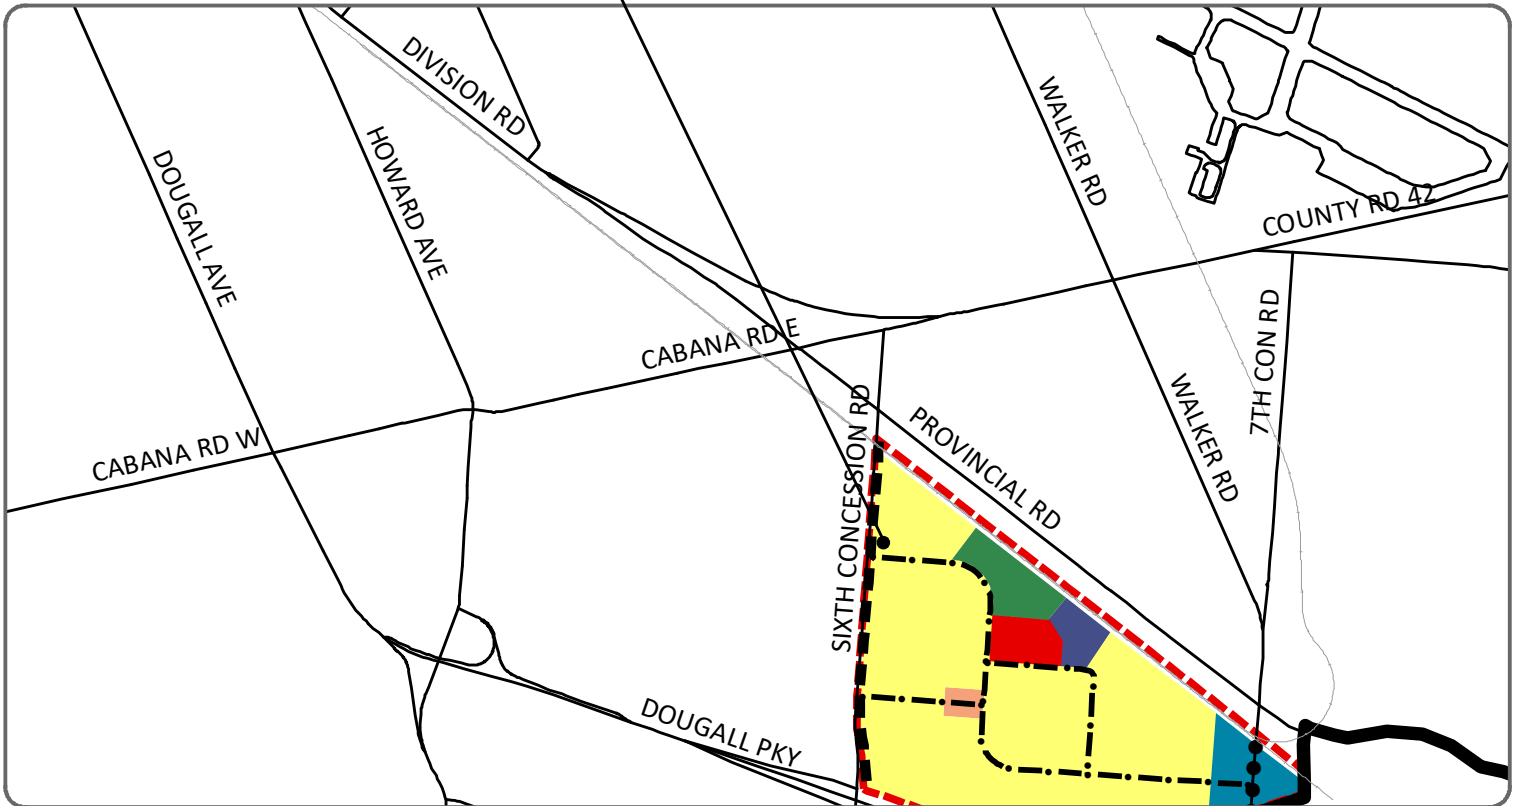 DIVISION RD
WALKER RD
HOWARD AVE
DOUGALL AVE
COUNTY RD 42
7TH CON RD
CABANA RD E
WALKER RD
SIXTH CONCESSION RD
PROVINCIAL RD
CABANA RD W
DOUGALL PKY